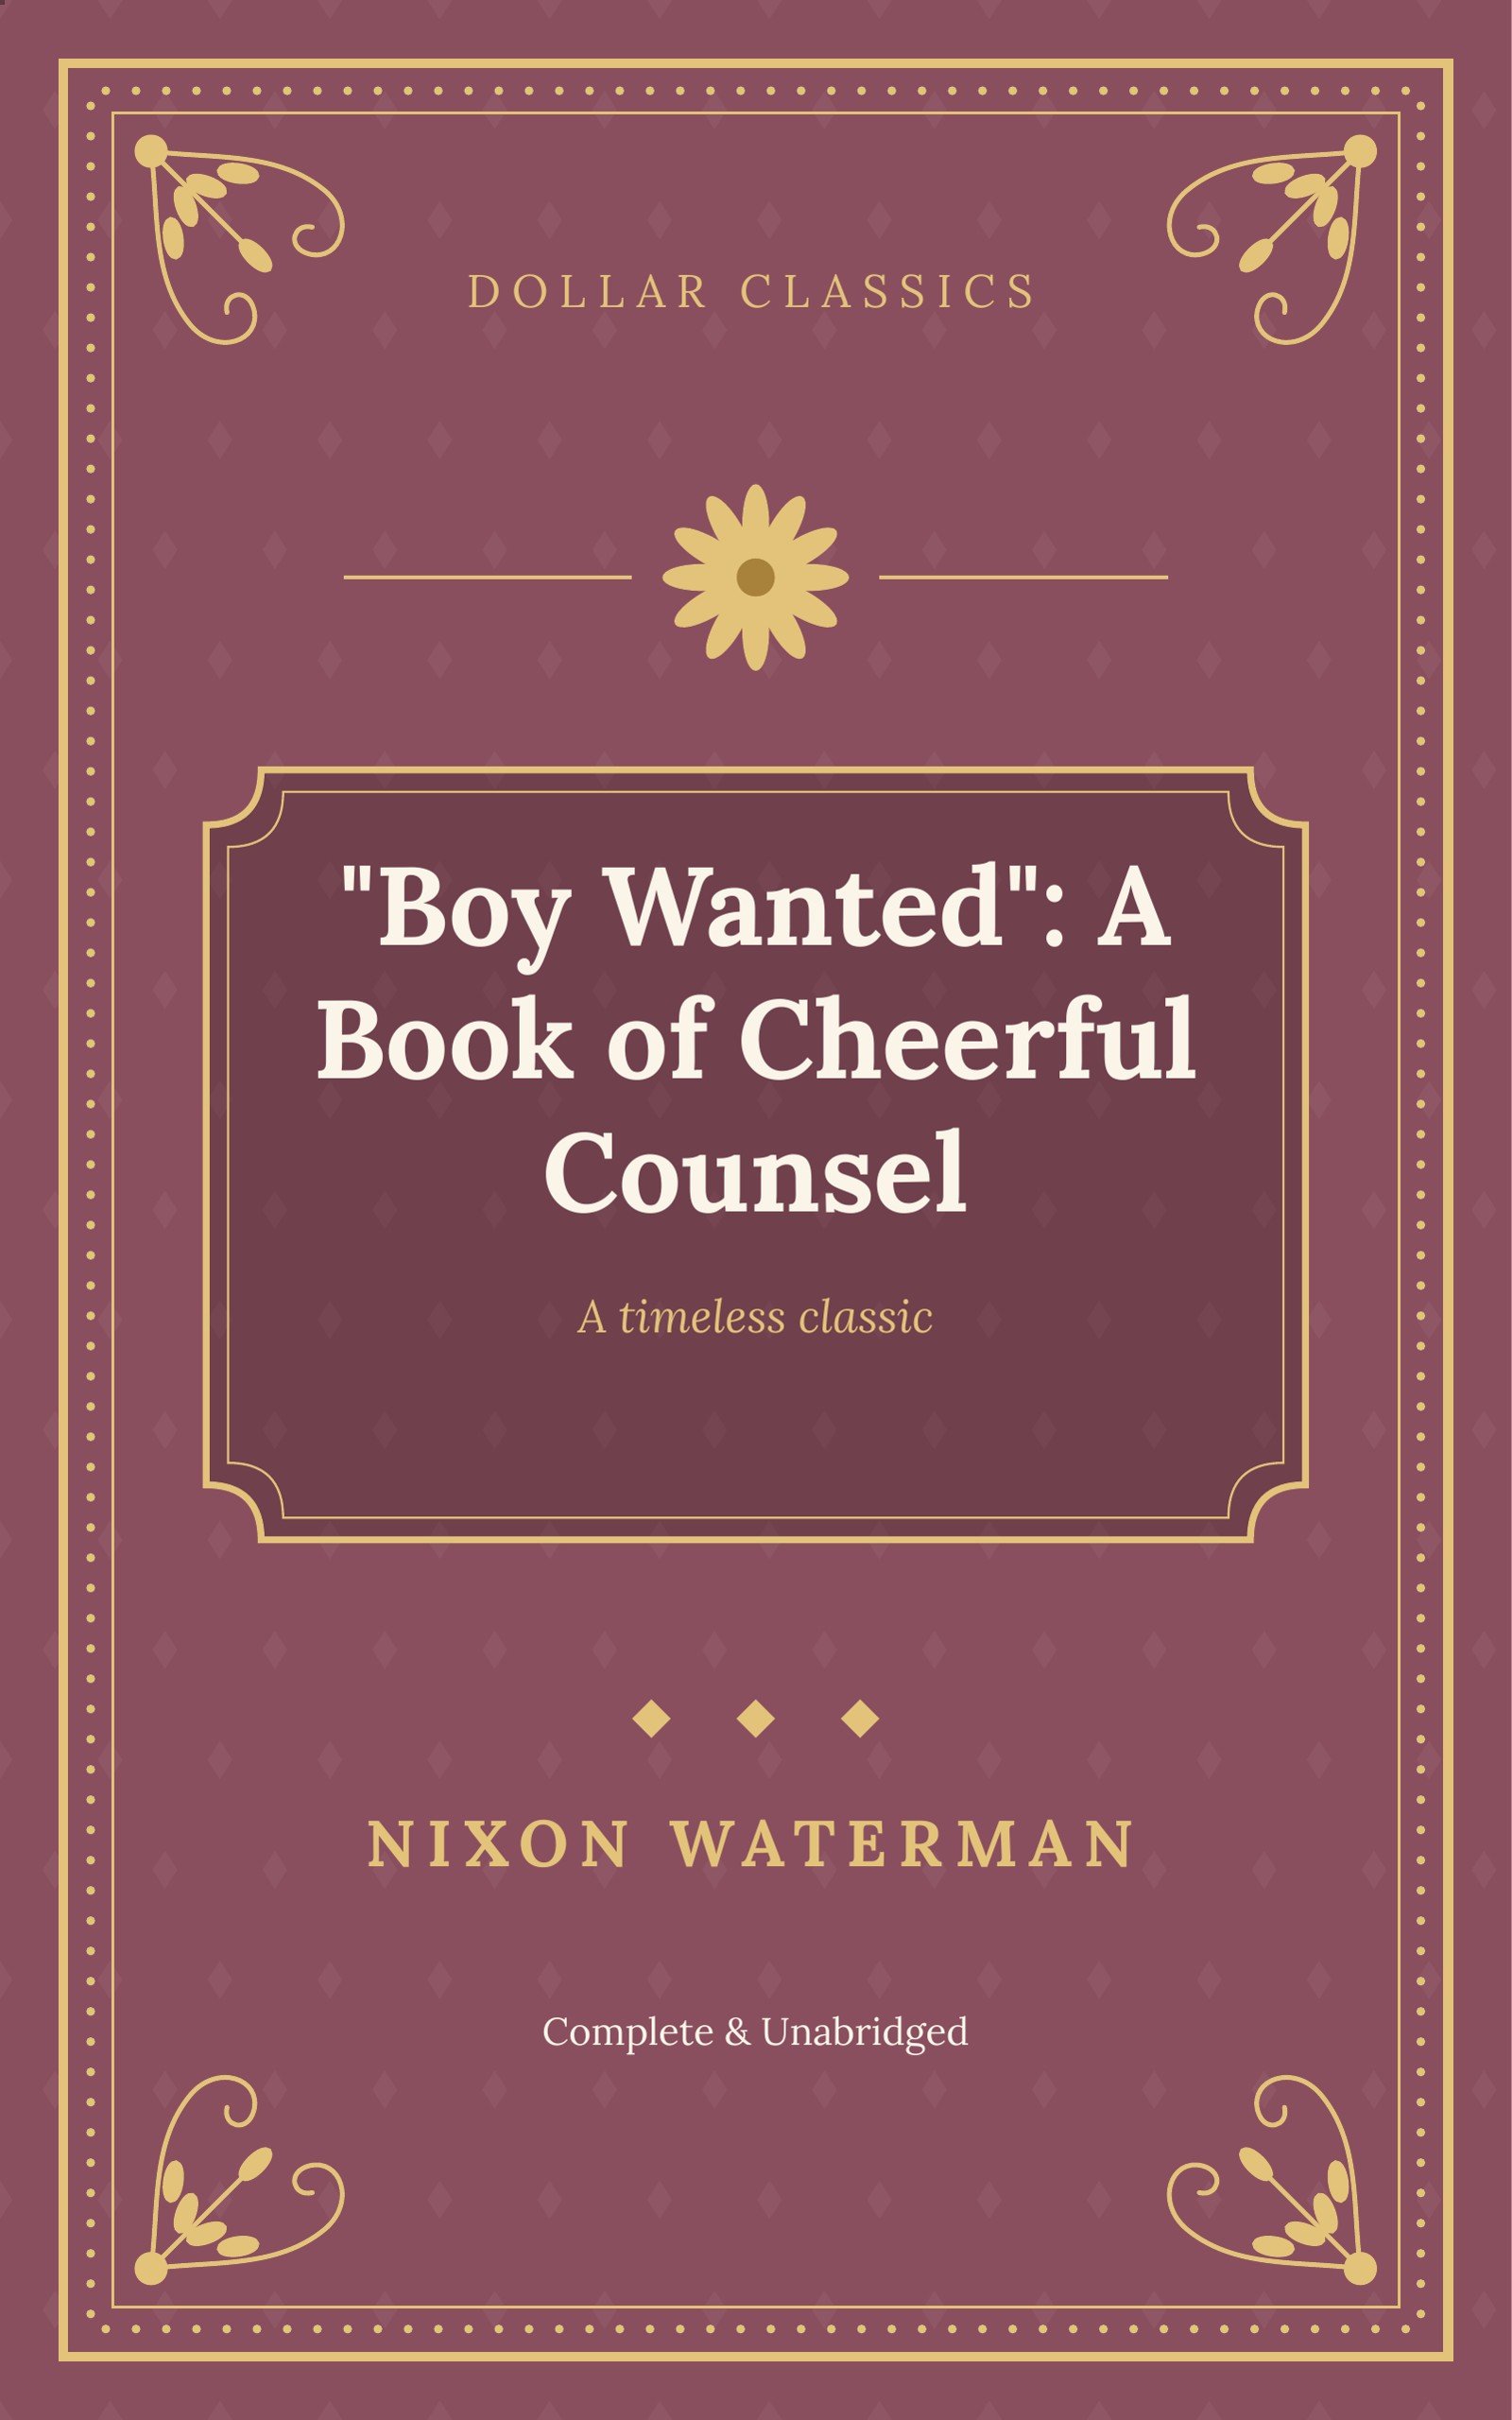 DOLLAR CLASSICS
"Boy Wanted": A
Book of Cheerful
Counsel
A timeless classic
NIXON WATERMAN
Complete & Unabridged